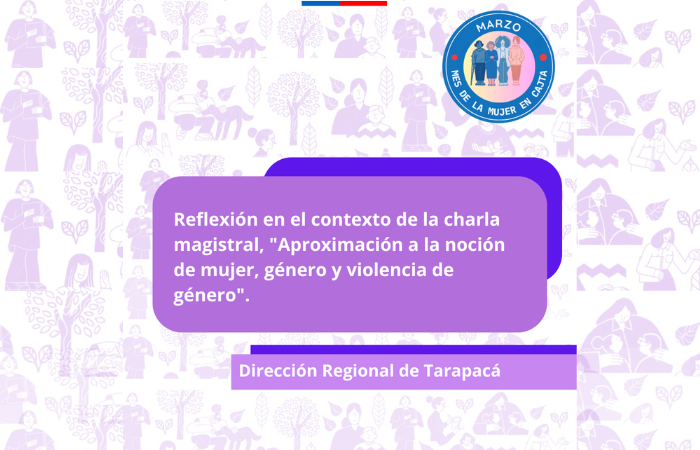 MARZO
MES DE LA MUJER EN CAJTA
Reflexión en el contexto de la charla
magistral, "Aproximación a la noción
de mujer, género y violencia de
género".
Dirección Regional de Tarapacá